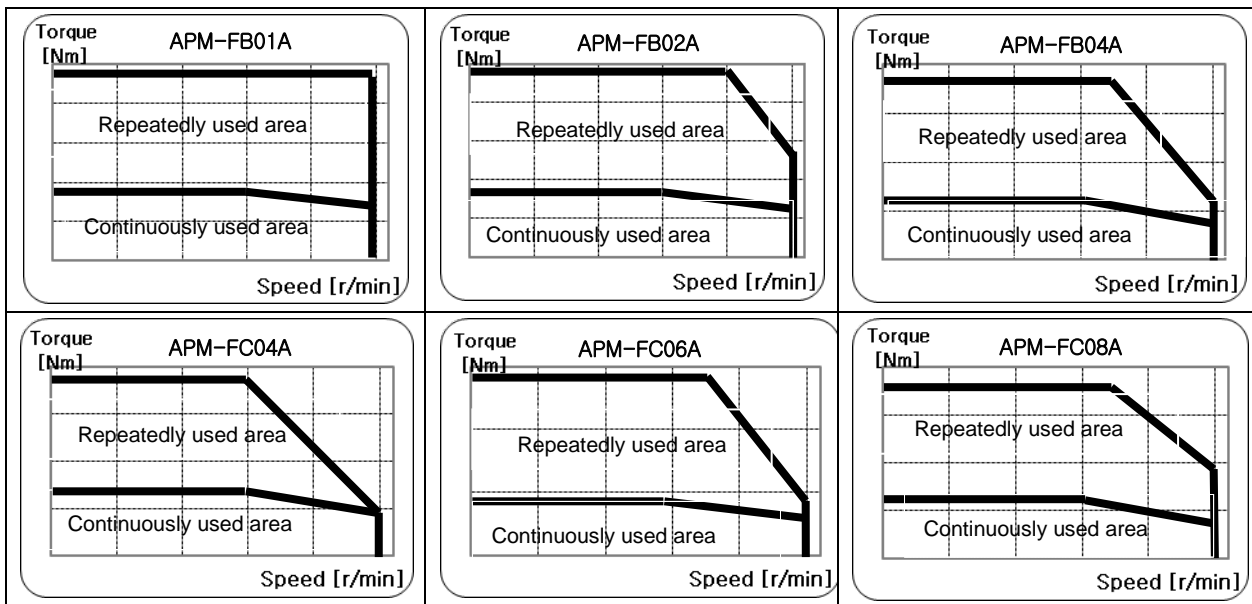 Torque
[Nm]
APM-FB01A
Repeatedly used area
Continuously used area
Speed [r/min]
Torque
[Nm]
APM-FB02A
Repeatedly used area
Continuously used area
Speed [r/min]
Torque
[Nm]
APM-FB04A
Repeatedly used area
Continuously used area
Speed [r/min]
Torque
[Nm]
APM-FC04A
Repeatedly used area
Continuously used area
Speed [r/min]
Torque
[Nm]
APM-FC06A
Repeatedly used area
Continuously used area
Speed [r/min]
Torque
[Nm]
APM-FC08A
Repeatedly used area
Continuously used area
Speed [r/min]